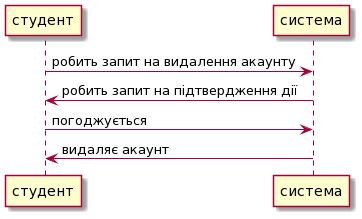 студент система
робить запит на видалення акаунту
робить запит на підтвердження дії
погоджується
видаляє акаунт
студент система